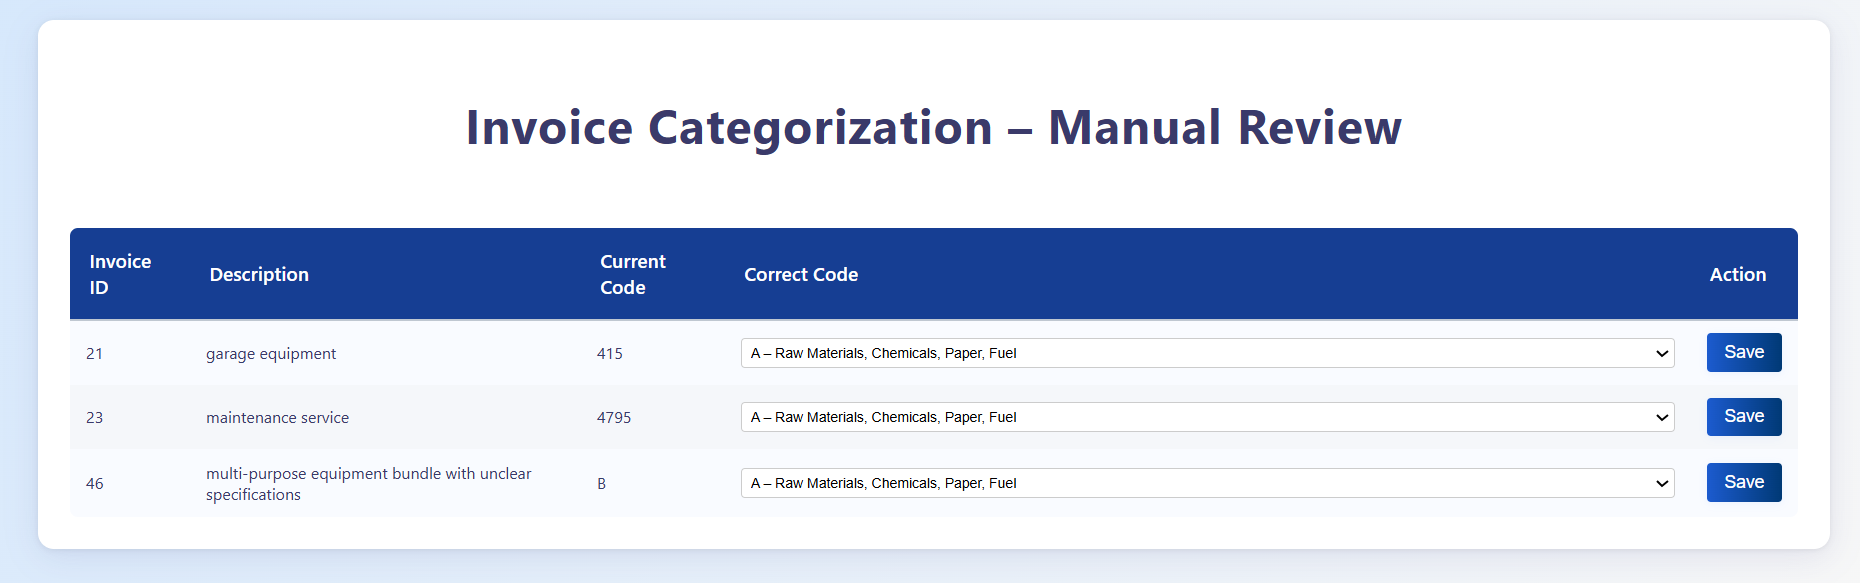 Invoice Categorization – Manual Review
Invoice ID
Description
Current Code
Correct Code
Action
21
garage equipment
415
A – Raw Materials, Chemicals, Paper, Fuel
Save
23
maintenance service
4795
A – Raw Materials, Chemicals, Paper, Fuel
Save
46
multi-purpose equipment bundle with unclear
specifications
B
A – Raw Materials, Chemicals, Paper, Fuel
Save